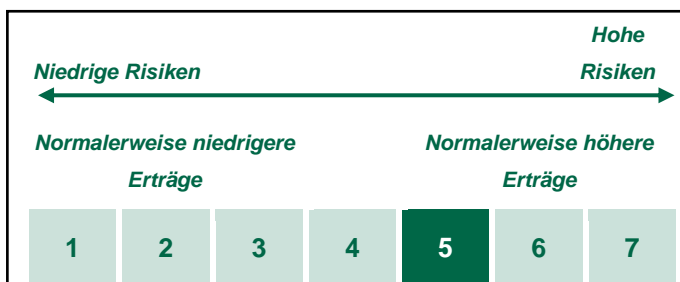 Hohe
Niedrige Risiken Risiken
Normalerweise niedrigere Normalerweise höhere
Erträge Erträge
1 2 3 4 5 6 7